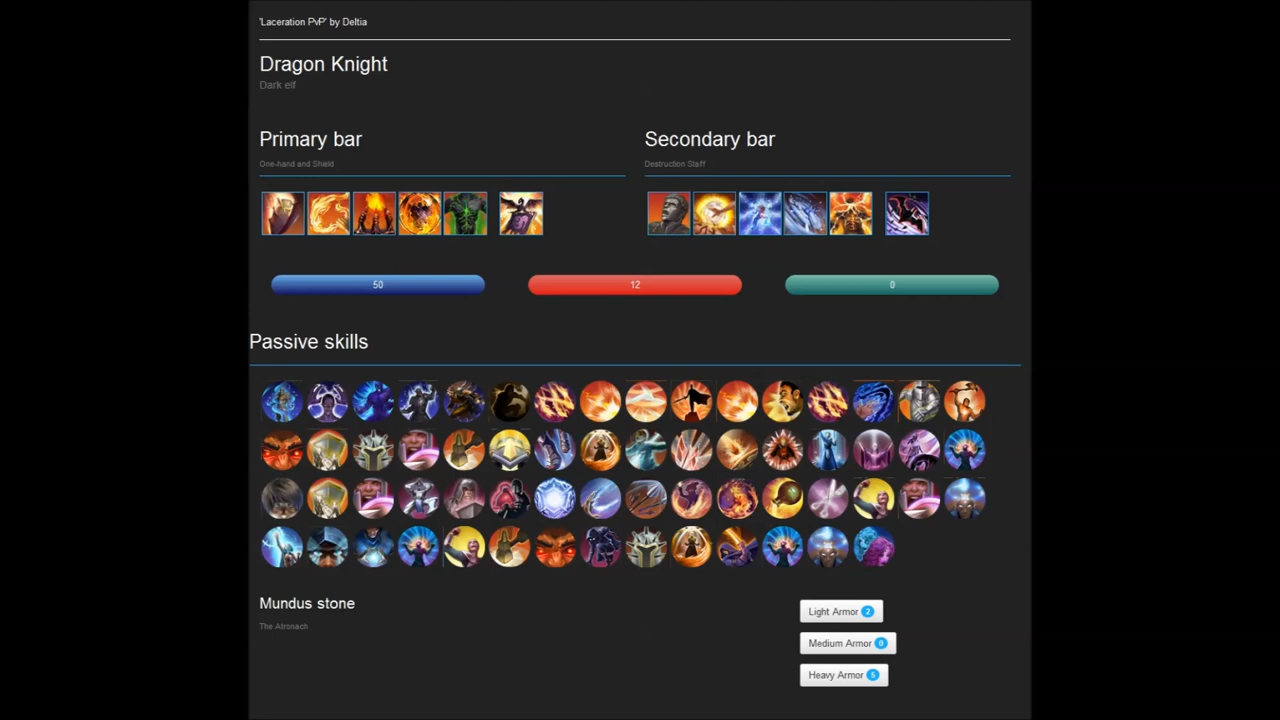 'Laceration PvP' by Deltia
Dragon Knight
Dark elf
Primary bar
One-hand and Shield
Secondary bar
Destruction Staff
50
12
0
Passive skills
Mundus stone
The Atronach
Light Armor 2
Medium Armor 0
Heavy Armor 5